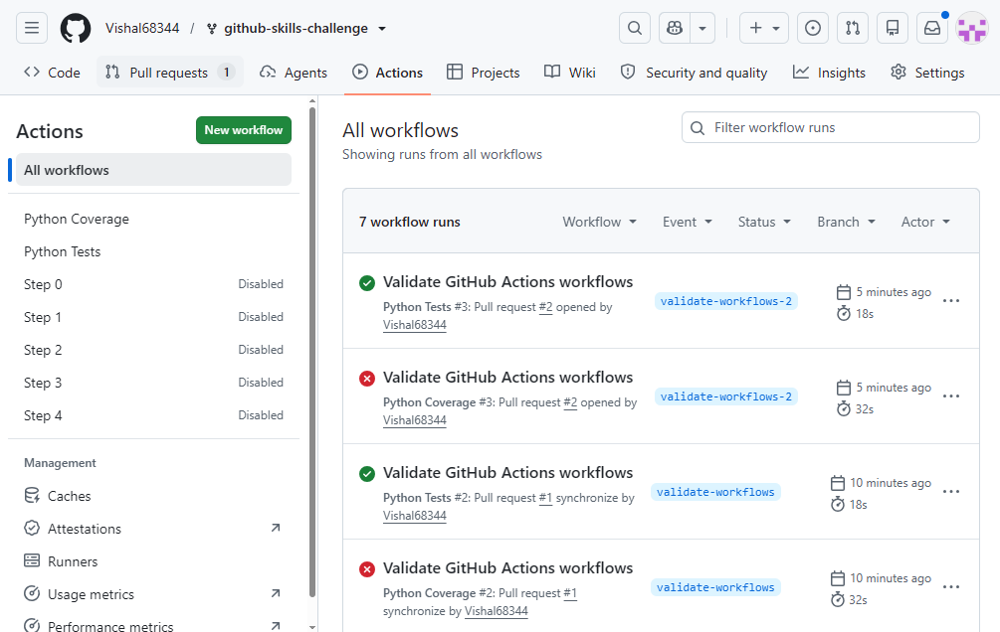 Vishal68344 / github-skills-challenge
Code
Pull requests 1
Agents
Actions
Projects
Wiki
Security and quality
Insights
Settings
Actions
New workflow
All workflows
Python Coverage
Python Tests
Step 0 Disabled
Step 1 Disabled
Step 2 Disabled
Step 3 Disabled
Step 4 Disabled
Management
Caches
Attestations
Runners
Usage metrics
Performance metrics
All workflows
Showing runs from all workflows
Filter workflow runs
7 workflow runs
Workflow
Event
Status
Branch
Actor
Validate GitHub Actions workflows
Python Tests #3: Pull request #2 opened by
Vishal68344
validate-workflows-2
5 minutes ago
18s
Validate GitHub Actions workflows
Python Coverage #3: Pull request #2 opened by
Vishal68344
validate-workflows-2
5 minutes ago
32s
Validate GitHub Actions workflows
Python Tests #2: Pull request #1 synchronize by
Vishal68344
validate-workflows
10 minutes ago
18s
Validate GitHub Actions workflows
Python Coverage #2: Pull request #1
synchronize by Vishal68344
validate-workflows
10 minutes ago
32s